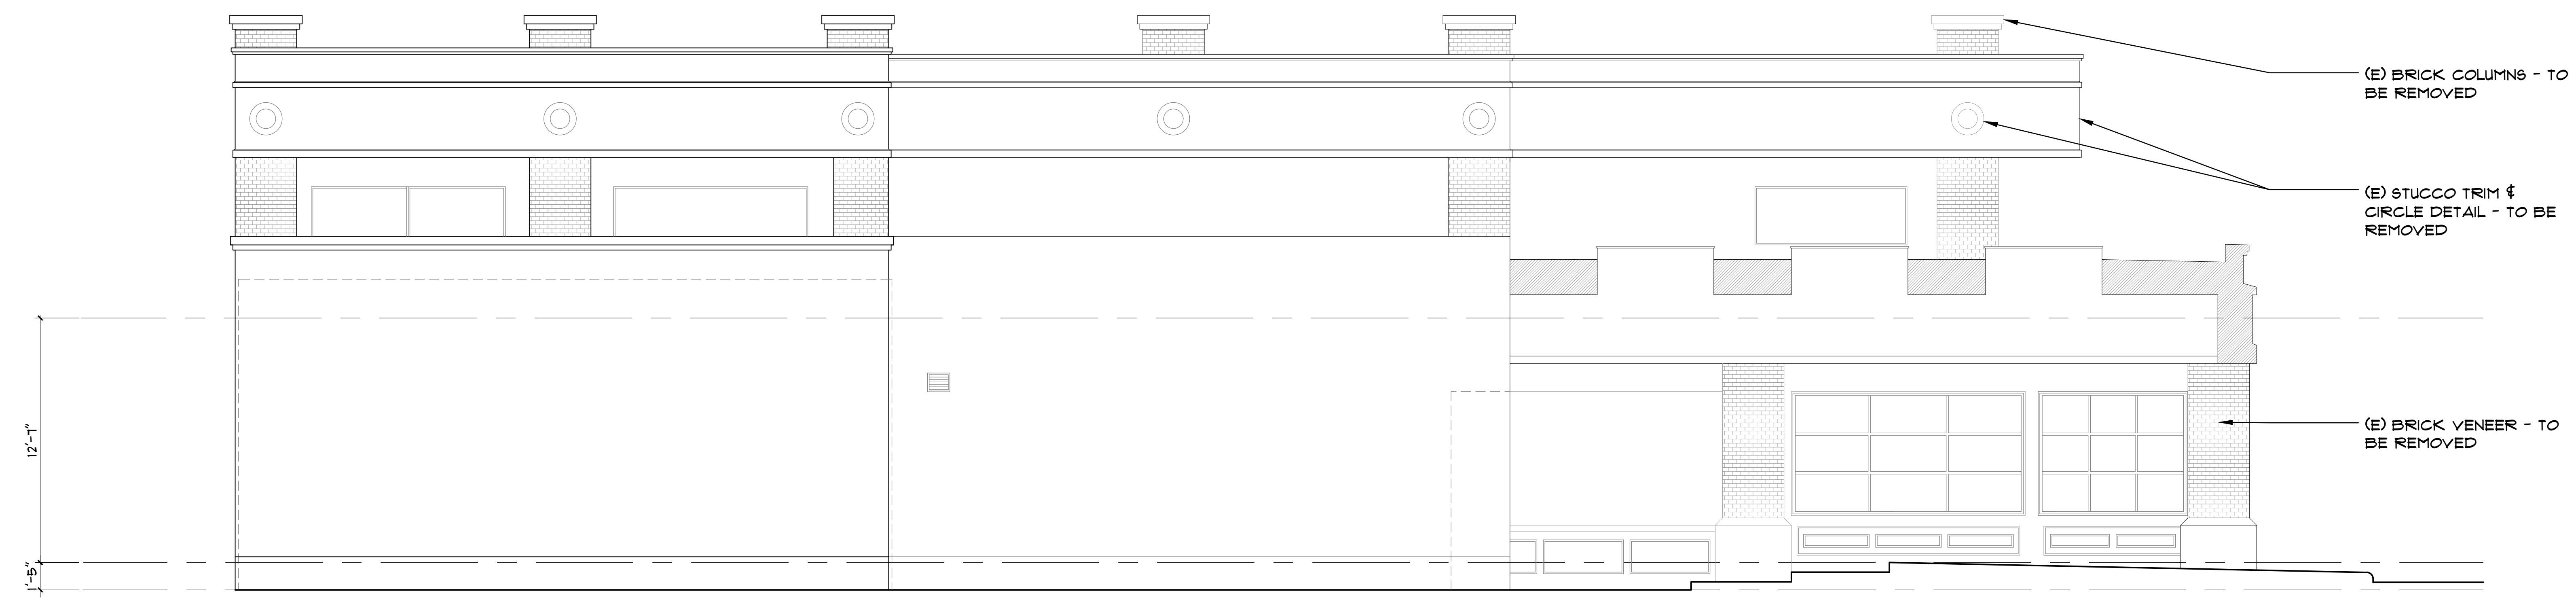 (E) BRICK COLUMNS - TO
BE REMOVED
(E) STUCCO TRIM &
CIRCLE DETAIL - TO BE
REMOVED
(E) BRICK VENEER - TO
BE REMOVED
12'-7"
1'-5"